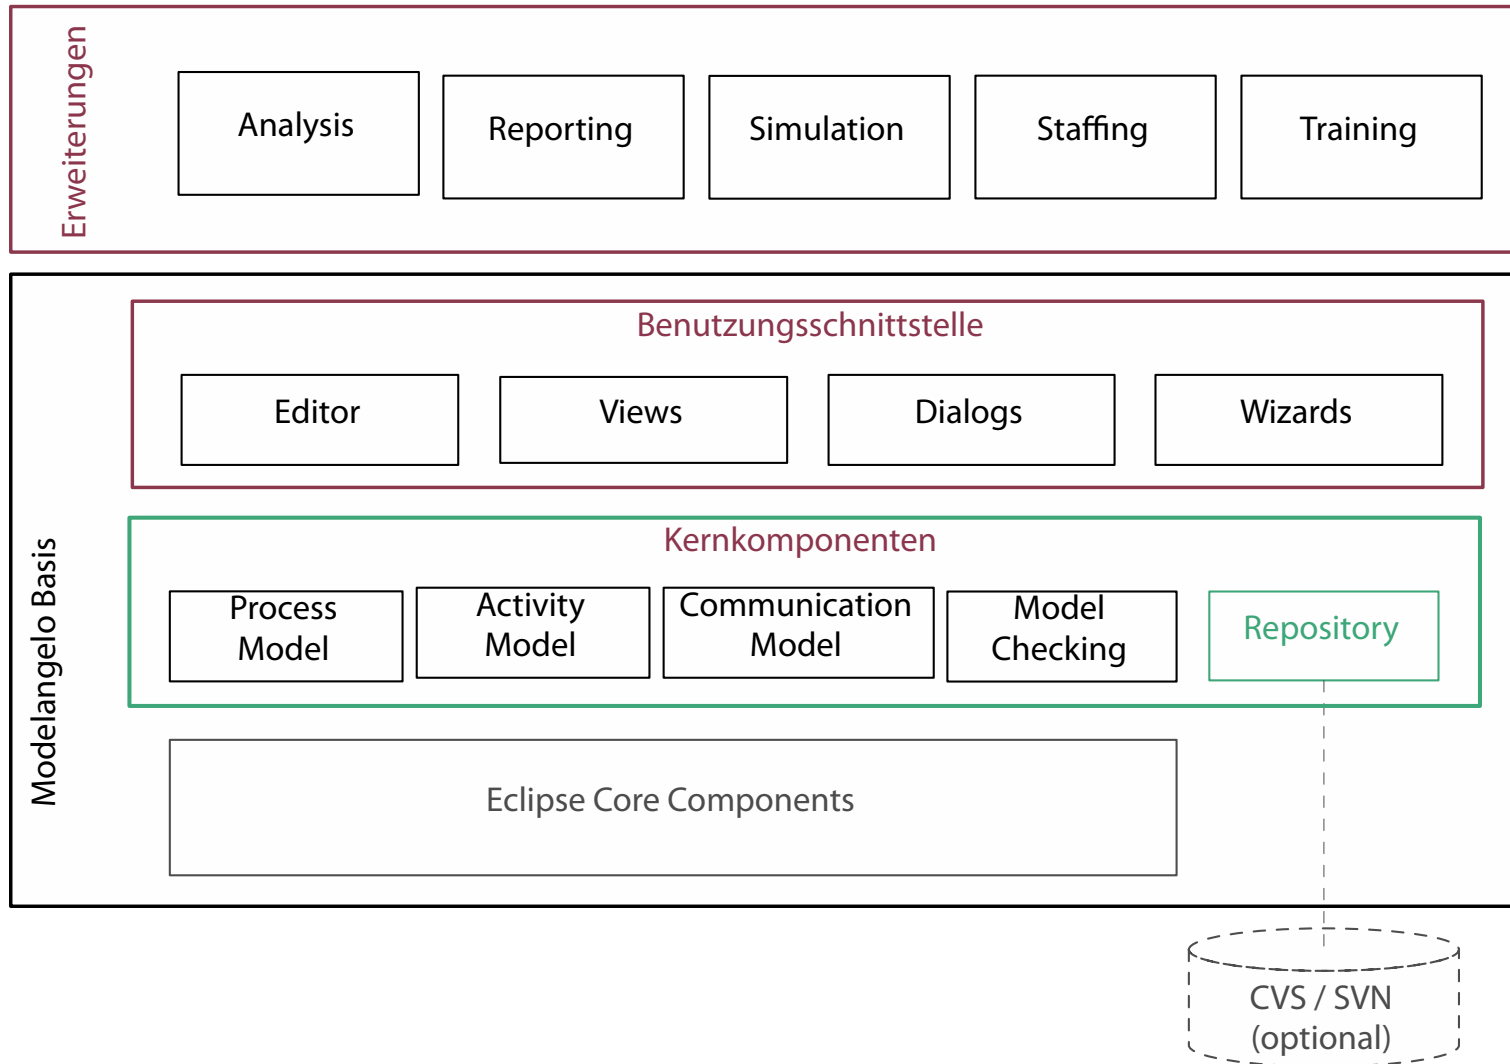 Erweiterungen
Analysis
Reporting
Simulation
Staffing
Training
Modelangelo Basis
Benutzungsschnittstelle
Editor
Views
Dialogs
Wizards
Kernkomponenten
Process
Model
Activity
Model
Communication
Model
Model
Checking
Repository
Eclipse Core Components
CVS / SVN
(optional)